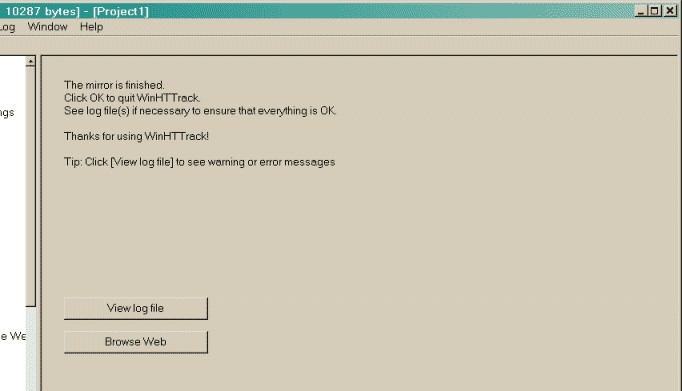 10287 bytes] - [Project1]
Log Window Help
The mirror is finished.
Click OK to quit WinHTTrack.
See log file(s) if necessary to ensure that everything is OK.
Thanks for using WinHTTrack!
Tip: Click [View log file] to see warning or error messages
View log file
Browse Web